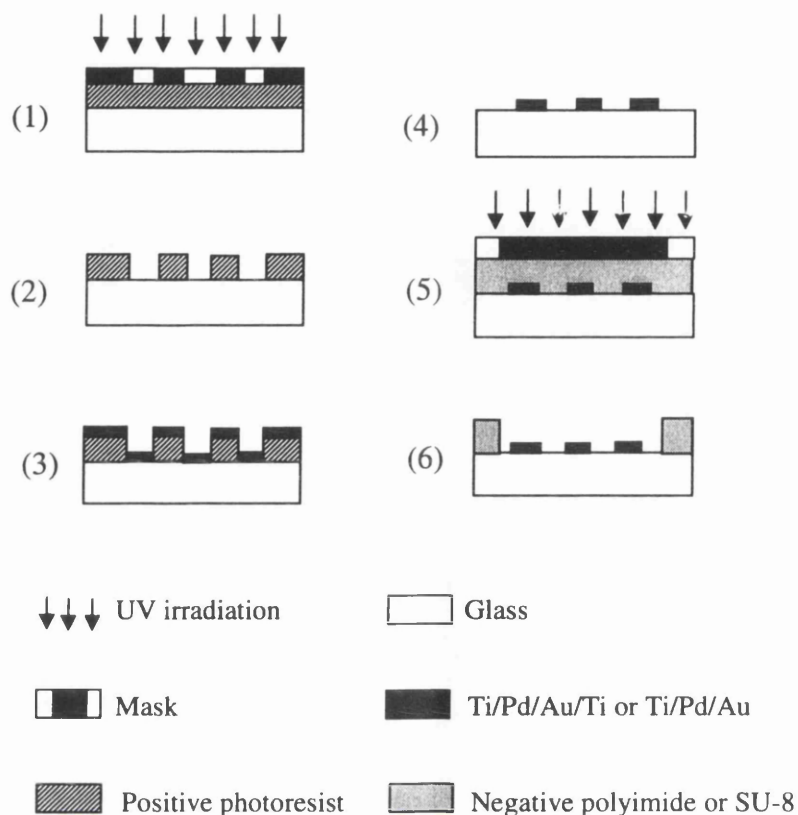 (1)
(4)
(2)
(5)
(3)
(6)
UV irradiation
Glass
Mask
Ti/Pd/Au/Ti or Ti/Pd/Au
Positive photoresist
Negative polyimide or SU-8